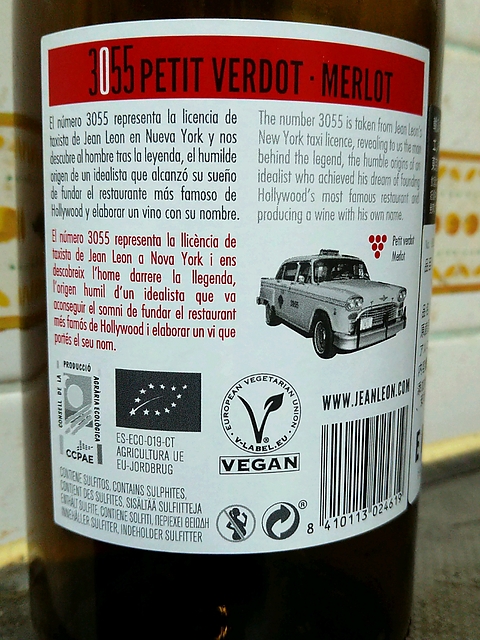 3055 PETIT VERDOT · MERLOT
El número 3055 representa la licencia de
taxista de Jean Leon en Nueva York y nos
descubre al hombre tras la leyenda, el humilde
origen de un idealista que alcanzó su sueño
de fundar el restaurante más famoso de
Hollywood y elaborar un vino con su nombre.
The number 3055 is taken from Jean Leon's
New York taxi licence, revealing to us the man
behind the legend, the humble origins of an
idealist who achieved his dream of founding
Hollywood's most famous restaurant and
producing a wine with his own name.
El número 3055 representa la llicència de
taxista de Jean Leon a Nova York i ens
descobreix l'home darrere la llegenda,
l'origen humil d'un idealista que va
aconseguir el somni de fundar el restaurant
més famós de Hollywood i elaborar un vi que
portés el seu nom.
Petit verdot
Merlot
CONSELL DE LA PRODUCCIÓ AGRÀRIA ECOLÒGICA
CCPAE
ES-ECO-019-CT
AGRICULTURA UE
EU-JORDBRUG
EUROPEAN VEGETARIAN UNION
V-LABEL.EU
VEGAN
WWW.JEANLEON.COM
CONTIENE SULFITOS, CONTAINS SULPHITES,
CONTIENT DES SULFITES, SISÄLTÄÄ SULFIITTEJA
ENTHÄLT SULFITE, CONTIENE SOLFITI, ΠΕΡΙΕΧΕΙ ΘΕΙΩΔΗ
INNEHÅLLER SULFITER, INDEHOLDER SULFITTER
®
8 410113 024619